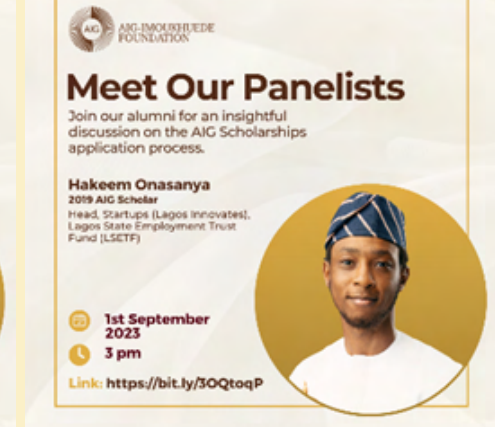 AIG
AIG-IMOUKHUEDE
FOUNDATION
Meet Our Panelists
Join our alumni for an insightful
discussion on the AIG Scholarships
application process.
Hakeem Onasanya
2019 AIG Scholar
Head, Startups (Lagos Innovates),
Lagos State Employment Trust
Fund (LSETF)
1st September
2023
3 pm
Link: https://bit.ly/3OQtoqP